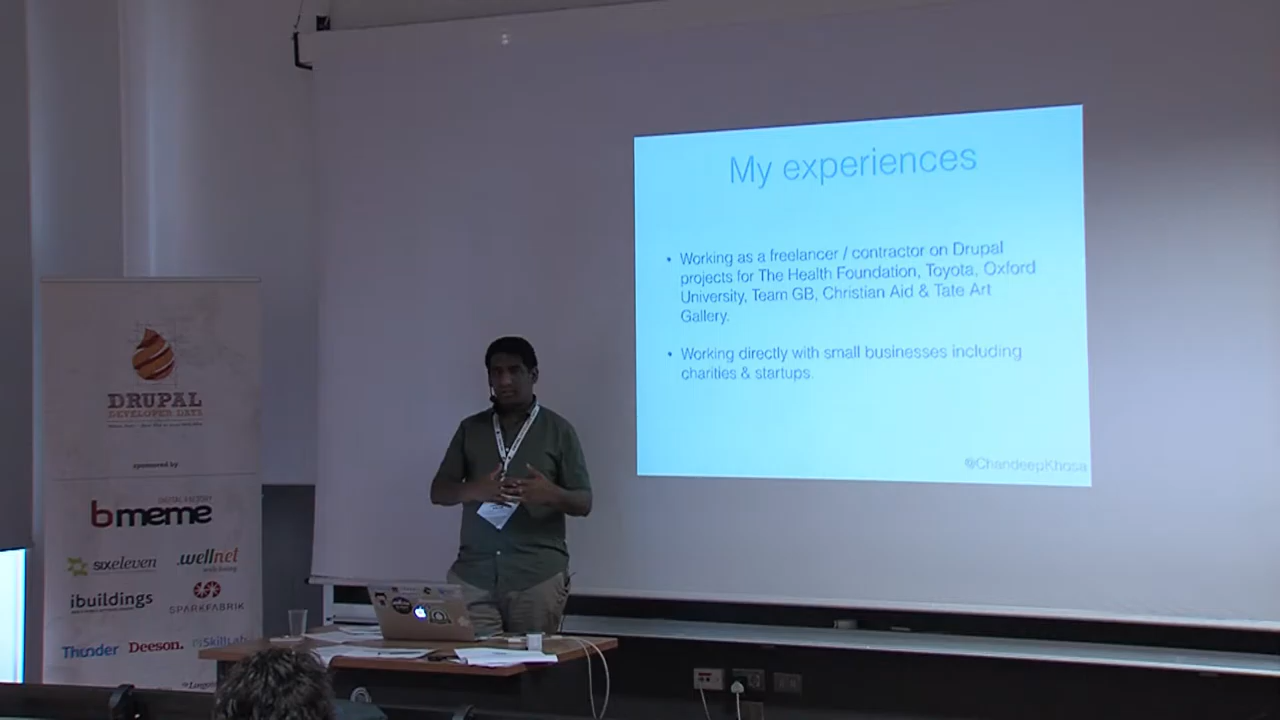 My experiences
• Working as a freelancer / contractor on Drupal
projects for The Health Foundation, Toyota, Oxford
University, Team GB, Christian Aid & Tate Art
Gallery.
• Working directly with small businesses including
charities & startups.
@ChandeepKhosa
DRUPAL
DEVELOPER DAYS
sponsored by
DIGITAL FACTORY
bmeme
sixeleven
.wellnet
ibuildings
SPARKFABRIK
Thunder
Deeson.
SkillLab